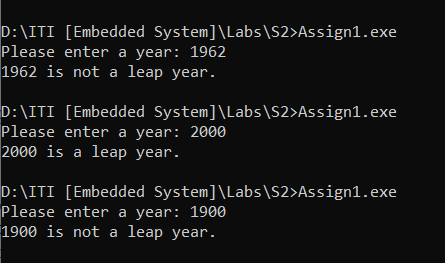 D:\ITI [Embedded System]\Labs\S2>Assign1.exe
Please enter a year: 1962
1962 is not a leap year.
D:\ITI [Embedded System]\Labs\S2>Assign1.exe
Please enter a year: 2000
2000 is a leap year.
D:\ITI [Embedded System]\Labs\S2>Assign1.exe
Please enter a year: 1900
1900 is not a leap year.